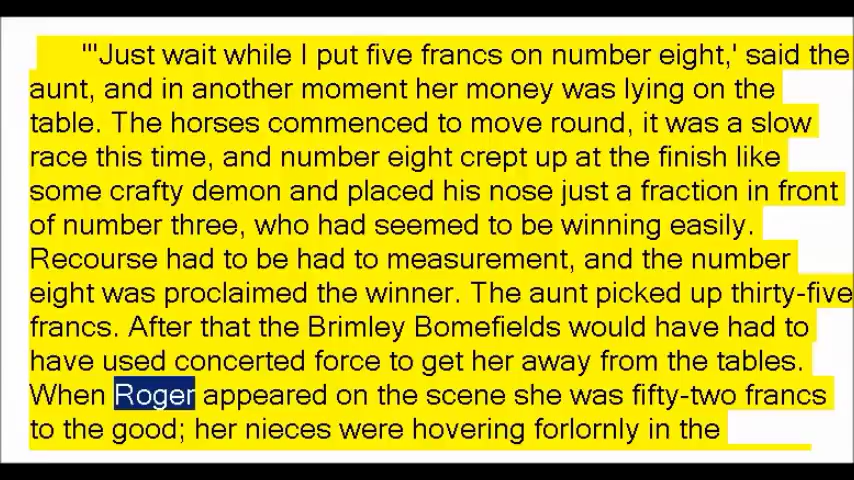 "'Just wait while I put five francs on number eight,' said the
aunt, and in another moment her money was lying on the
table. The horses commenced to move round, it was a slow
race this time, and number eight crept up at the finish like
some crafty demon and placed his nose just a fraction in front
of number three, who had seemed to be winning easily.
Recourse had to be had to measurement, and the number
eight was proclaimed the winner. The aunt picked up thirty-five
francs. After that the Brimley Bomefields would have had to
have used concerted force to get her away from the tables.
When Roger appeared on the scene she was fifty-two francs
to the good; her nieces were hovering forlornly in the